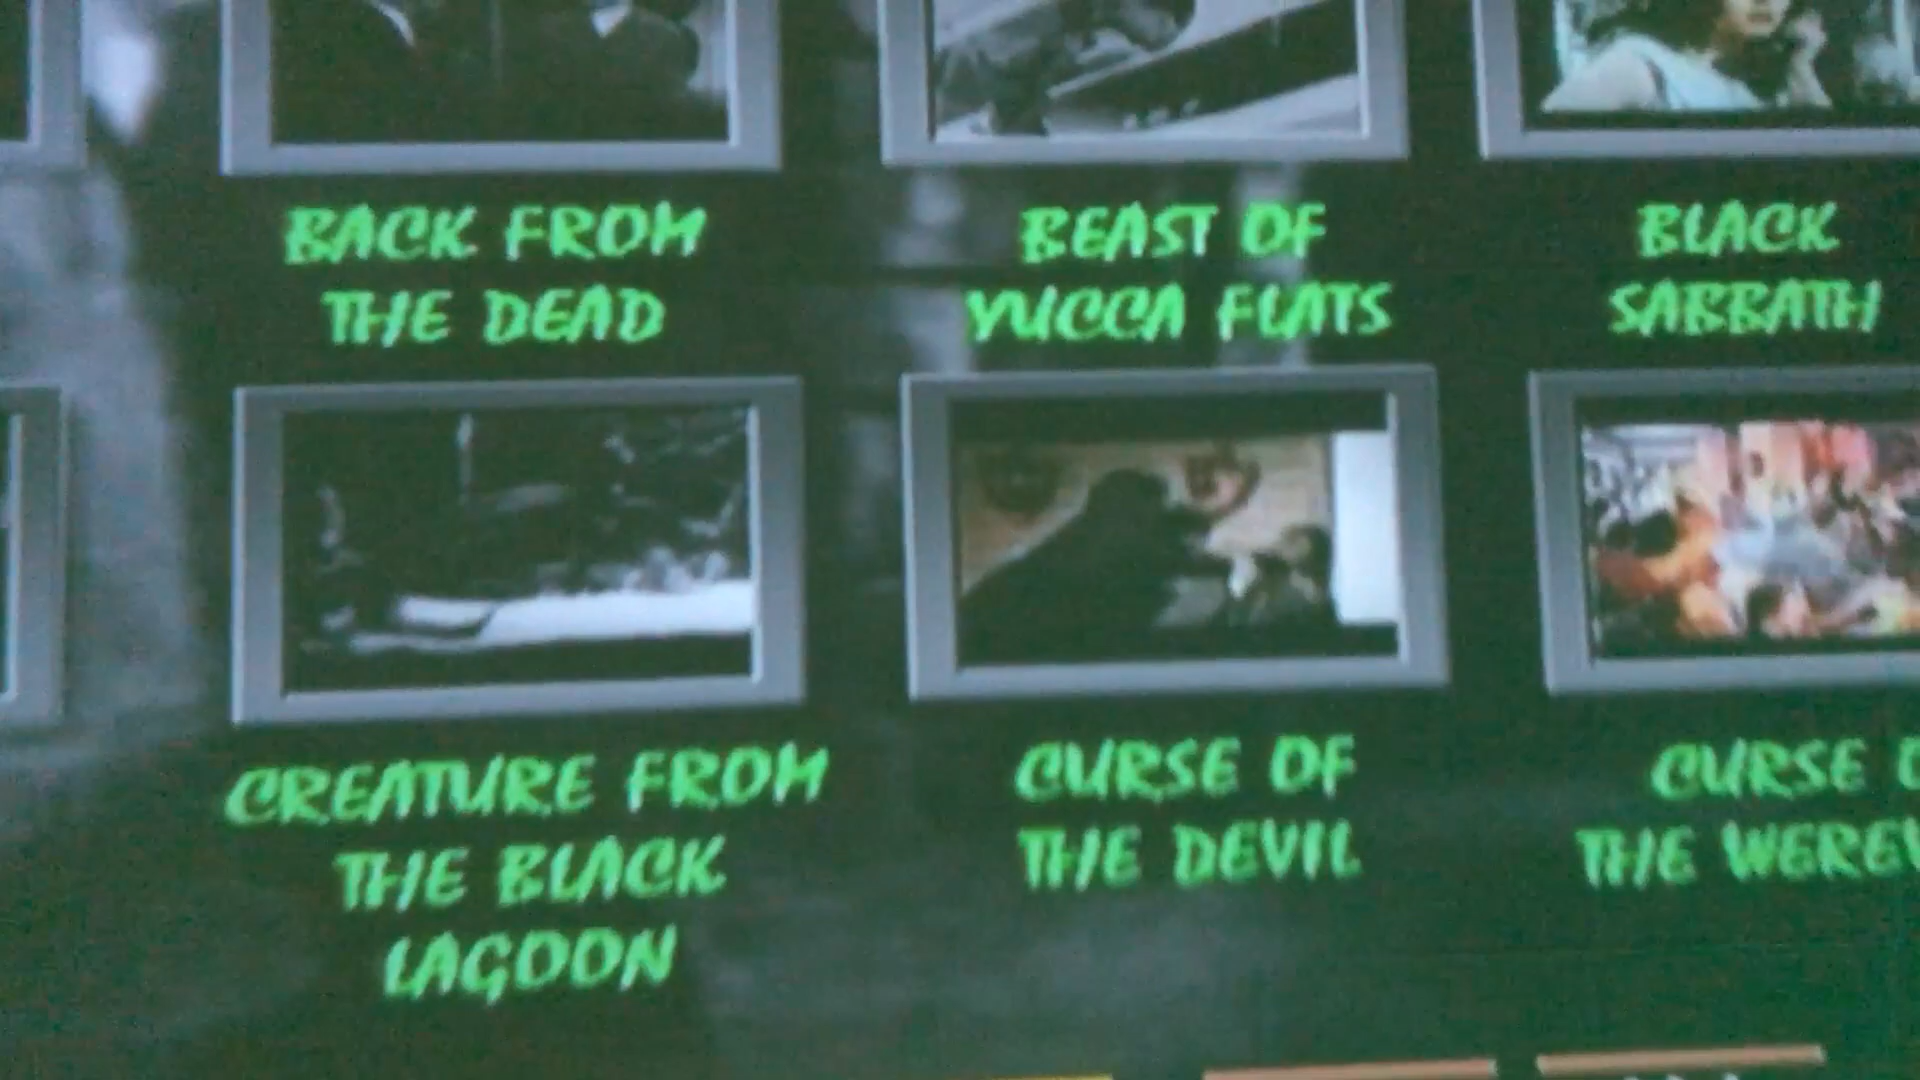 BACK FROM
THE DEAD
BEAST OF
YUCCA FLATS
BLACK
SABBATH
CREATURE FROM
THE BLACK
LAGOON
CURSE OF
THE DEVIL
CURSE
THE